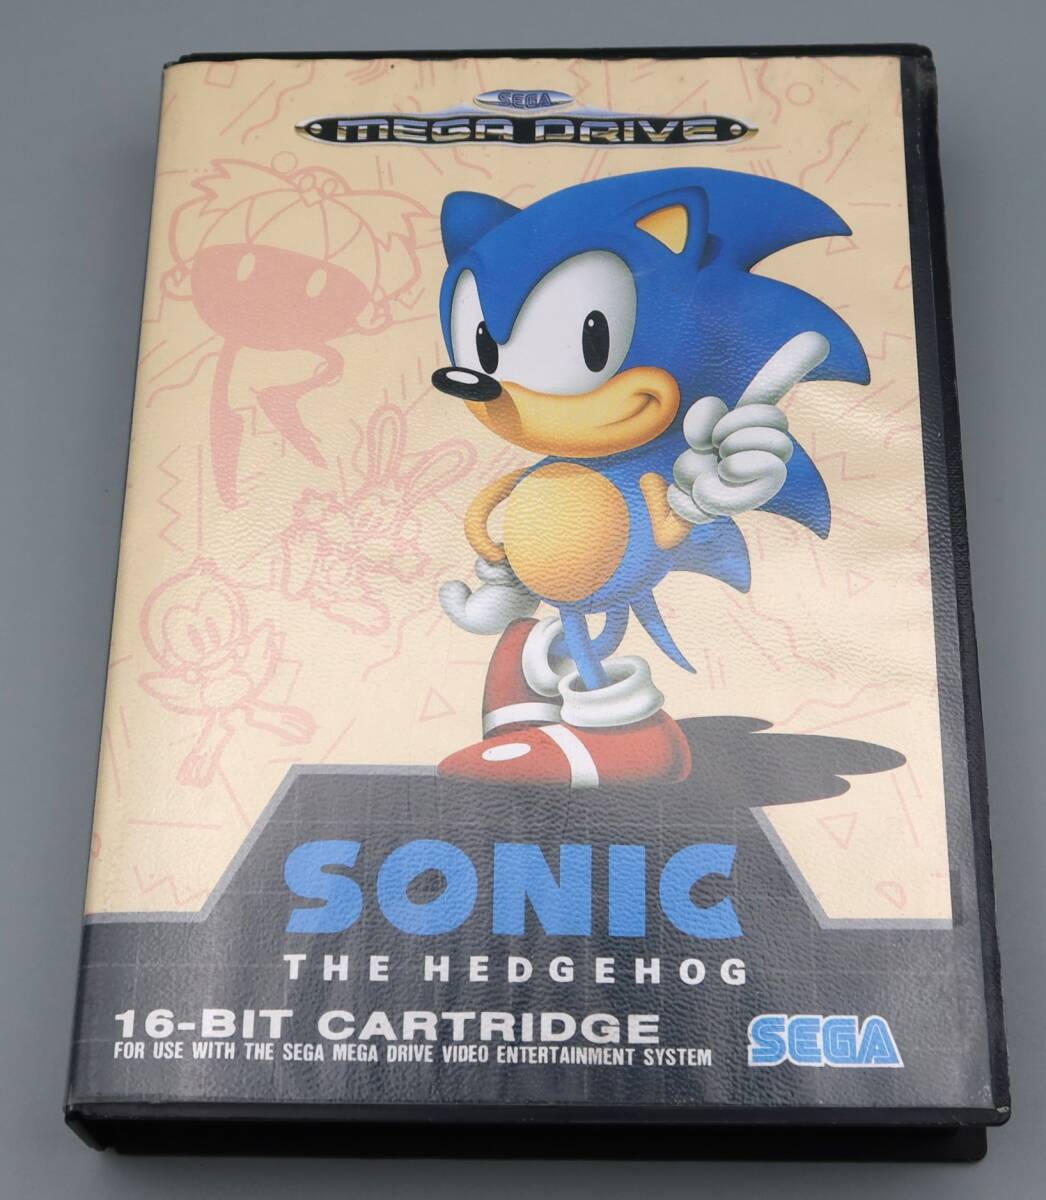 SEGA
MEGA DRIVE
SONIC
THE HEDGEHOG
16-BIT CARTRIDGE
FOR USE WITH THE SEGA MEGA DRIVE VIDEO ENTERTAINMENT SYSTEM
SEGA